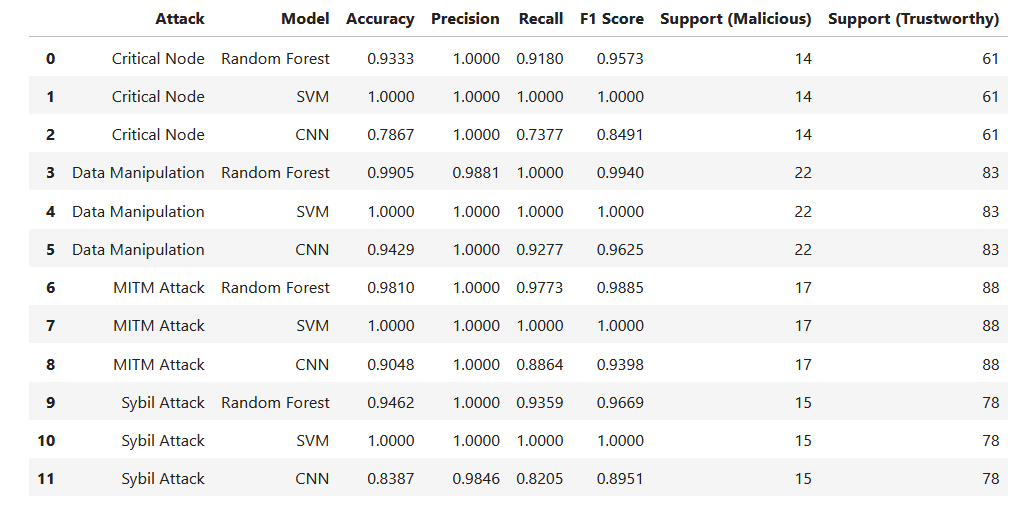 Attack Model Accuracy Precision Recall F1 Score Support (Malicious) Support (Trustworthy)
0 Critical Node Random Forest 0.9333 1.0000 0.9180 0.9573 14 61
1 Critical Node SVM 1.0000 1.0000 1.0000 1.0000 14 61
2 Critical Node CNN 0.7867 1.0000 0.7377 0.8491 14 61
3 Data Manipulation Random Forest 0.9905 0.9881 1.0000 0.9940 22 83
4 Data Manipulation SVM 1.0000 1.0000 1.0000 1.0000 22 83
5 Data Manipulation CNN 0.9429 1.0000 0.9277 0.9625 22 83
6 MITM Attack Random Forest 0.9810 1.0000 0.9773 0.9885 17 88
7 MITM Attack SVM 1.0000 1.0000 1.0000 1.0000 17 88
8 MITM Attack CNN 0.9048 1.0000 0.8864 0.9398 17 88
9 Sybil Attack Random Forest 0.9462 1.0000 0.9359 0.9669 15 78
10 Sybil Attack SVM 1.0000 1.0000 1.0000 1.0000 15 78
11 Sybil Attack CNN 0.8387 0.9846 0.8205 0.8951 15 78